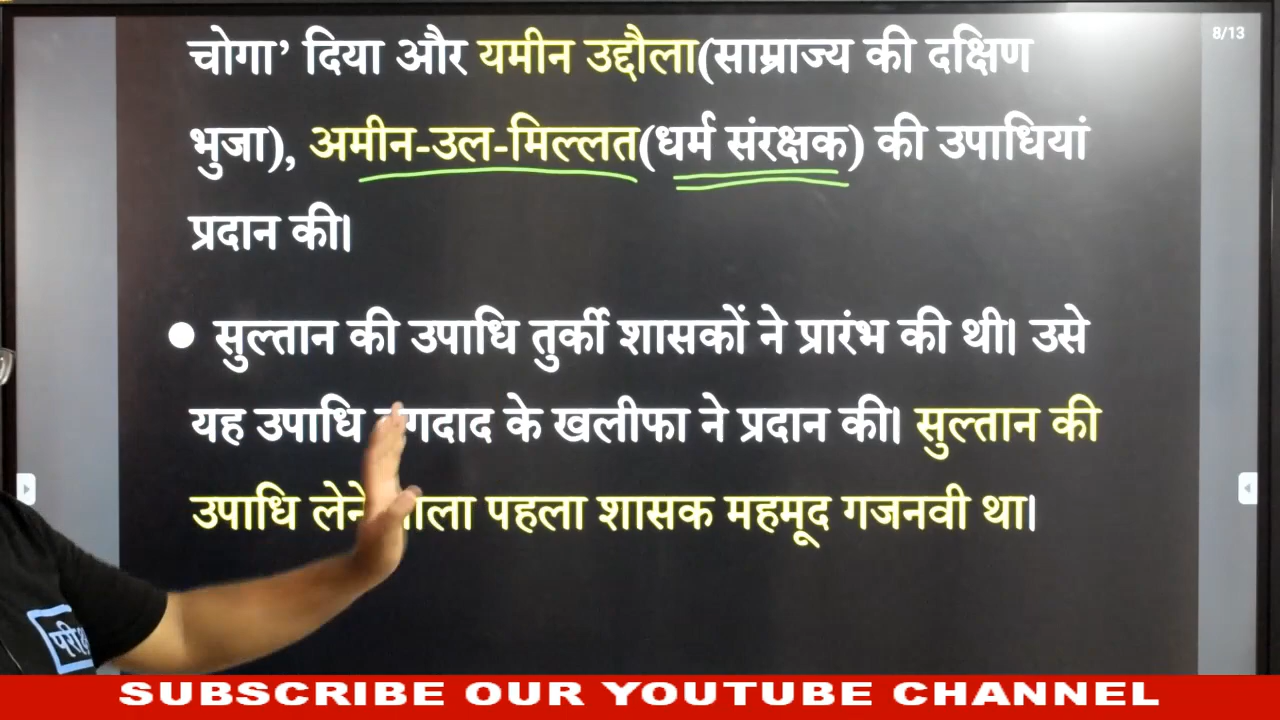 8/13
चोगा’ दिया और यमीन उद्दौला(साम्राज्य की दक्षिण
भुजा), अमीन-उल-मिल्लत(धर्म संरक्षक) की उपाधियां
प्रदान की।
● सुल्तान की उपाधि तुर्की शासकों ने प्रारंभ की थी। उसे
यह उपाधि के खलीफा ने प्रदान की। सुल्तान की
उपाधि पहला शासक महमूद गजनवी था।
SUBSCRIBE OUR YOUTUBE CHANNEL